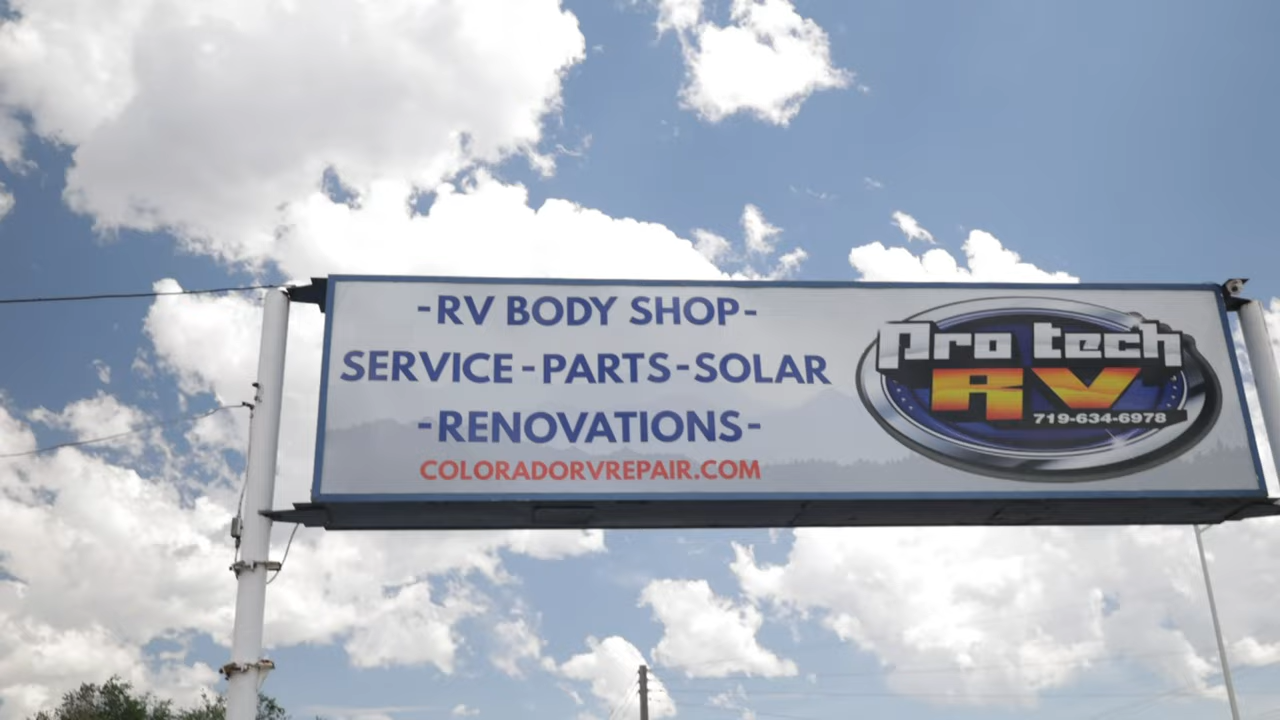 -RV BODY SHOP-
SERVICE-PARTS-SOLAR
-RENOVATIONS-
COLORADORVREPAIR.COM
Pro tech
RV
719-634-6978